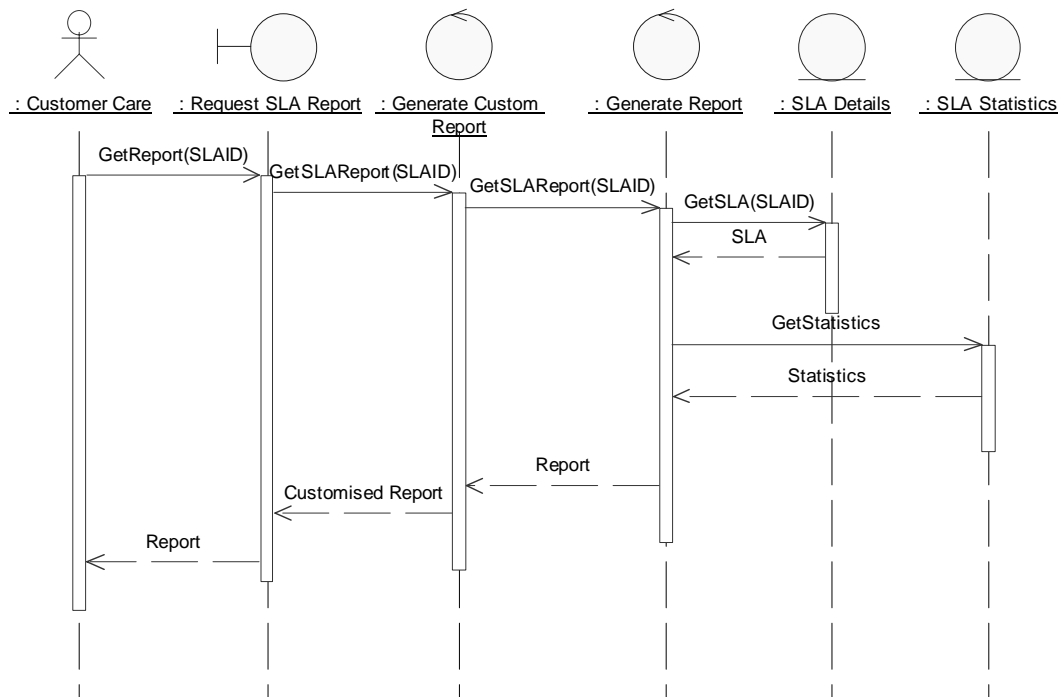 : Customer Care
: Request SLA Report
: Generate Custom
Report
: Generate Report
: SLA Details
: SLA Statistics
GetReport(SLAID)
GetSLAReport(SLAID)
GetSLAReport(SLAID)
GetSLA(SLAID)
SLA
GetStatistics
Statistics
Report
Customised Report
Report